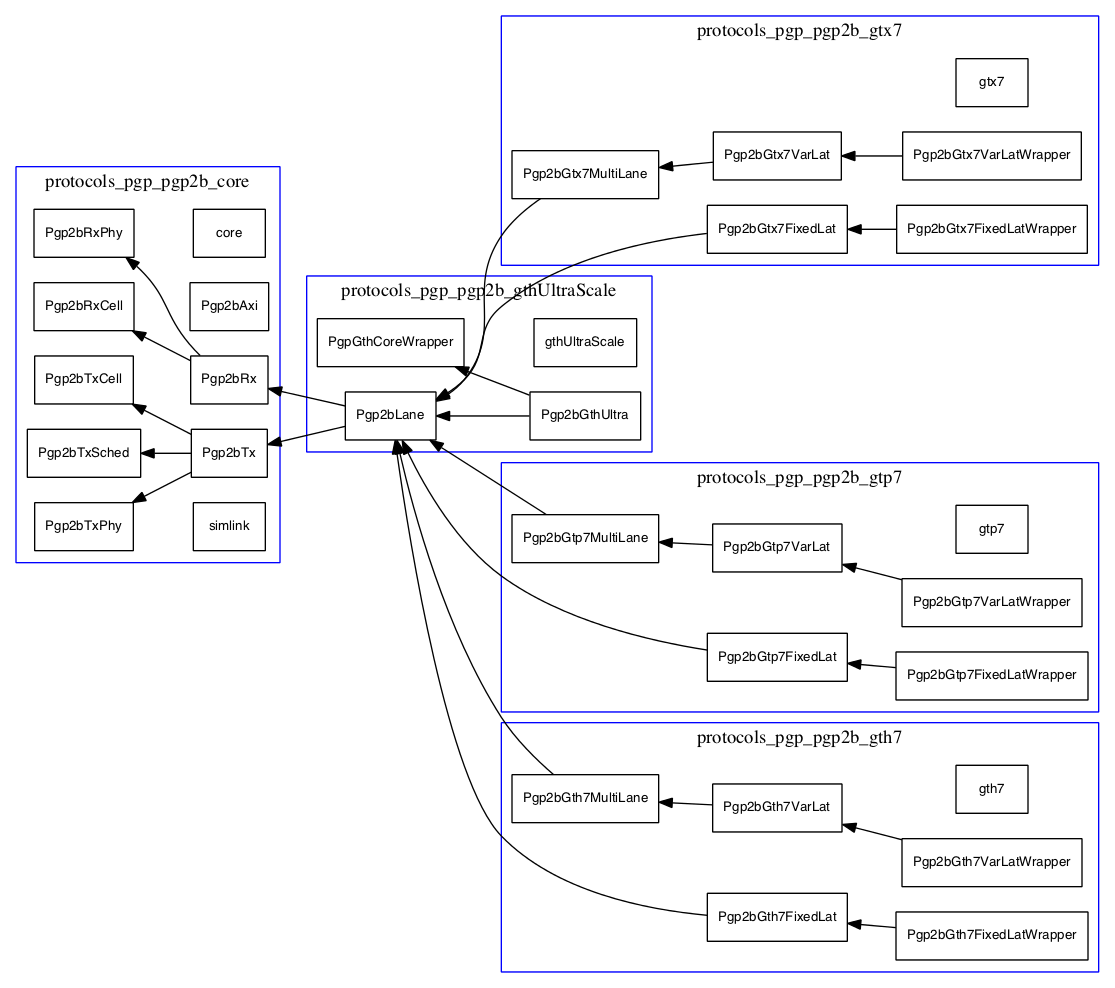 protocols_pgp_pgp2b_gtx7
gtx7
Pgp2bGtx7MultiLane
Pgp2bGtx7VarLat
Pgp2bGtx7VarLatWrapper
Pgp2bGtx7FixedLat
Pgp2bGtx7FixedLatWrapper
protocols_pgp_pgp2b_core
Pgp2bRxPhy
core
Pgp2bRxCell
Pgp2bAxi
Pgp2bTxCell
Pgp2bRx
Pgp2bTxSched
Pgp2bTx
Pgp2bTxPhy
simlink
protocols_pgp_pgp2b_gthUltraScale
PgpGthCoreWrapper
gthUltraScale
Pgp2bLane
Pgp2bGthUltra
protocols_pgp_pgp2b_gtp7
gtp7
Pgp2bGtp7MultiLane
Pgp2bGtp7VarLat
Pgp2bGtp7VarLatWrapper
Pgp2bGtp7FixedLat
Pgp2bGtp7FixedLatWrapper
protocols_pgp_pgp2b_gth7
gth7
Pgp2bGth7MultiLane
Pgp2bGth7VarLat
Pgp2bGth7VarLatWrapper
Pgp2bGth7FixedLat
Pgp2bGth7FixedLatWrapper